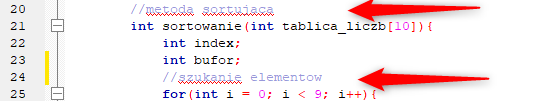 20 //metoda sortujaca
21 int sortowanie(int tablica_liczb[10]){
22 int index;
23 int bufor;
24 //szukanie elementow
25 for(int i = 0; i < 9; i++){